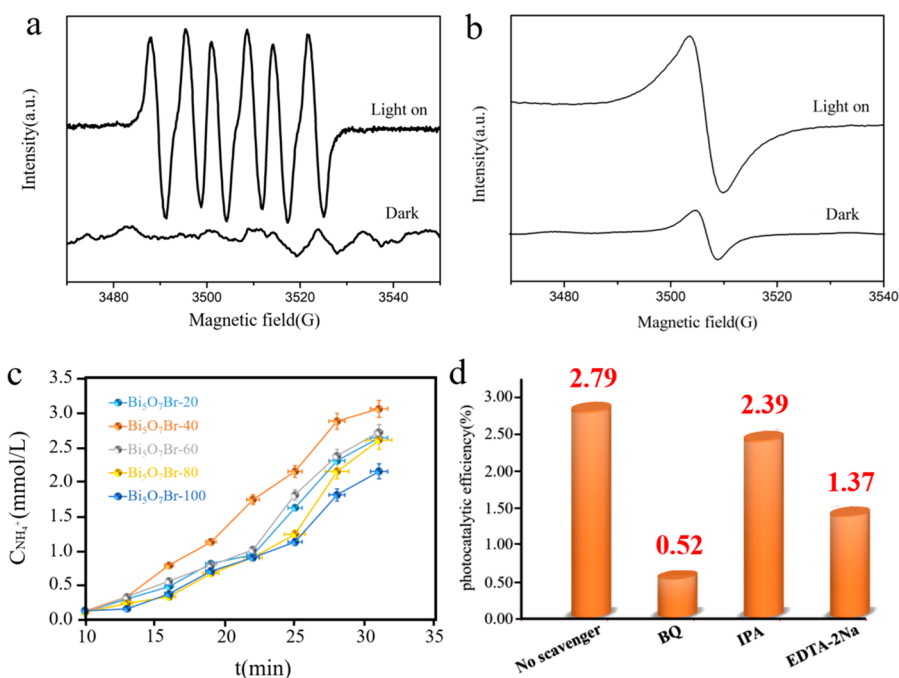 a
Intensity(a.u.)
Light on
Dark
3480 3500 3520 3540
Magnetic field(G)
b
Intensity(a.u.)
Light on
Dark
3480 3500 3520 3540
Magnetic field(G)
c
C_NH₄⁺(mmol/L)
3.5
3.0
2.5
2.0
1.5
1.0
0.5
0.0
Bi₅O₇Br-20
Bi₅O₇Br-40
Bi₅O₇Br-60
Bi₅O₇Br-80
Bi₅O₇Br-100
10 15 20 25 30 35
t(min)
d
photocatalytic efficiency(%)
3.00
2.50
2.00
1.50
1.00
0.50
0.00
2.79
0.52
2.39
1.37
No scavenger
BQ
IPA
EDTA-2Na